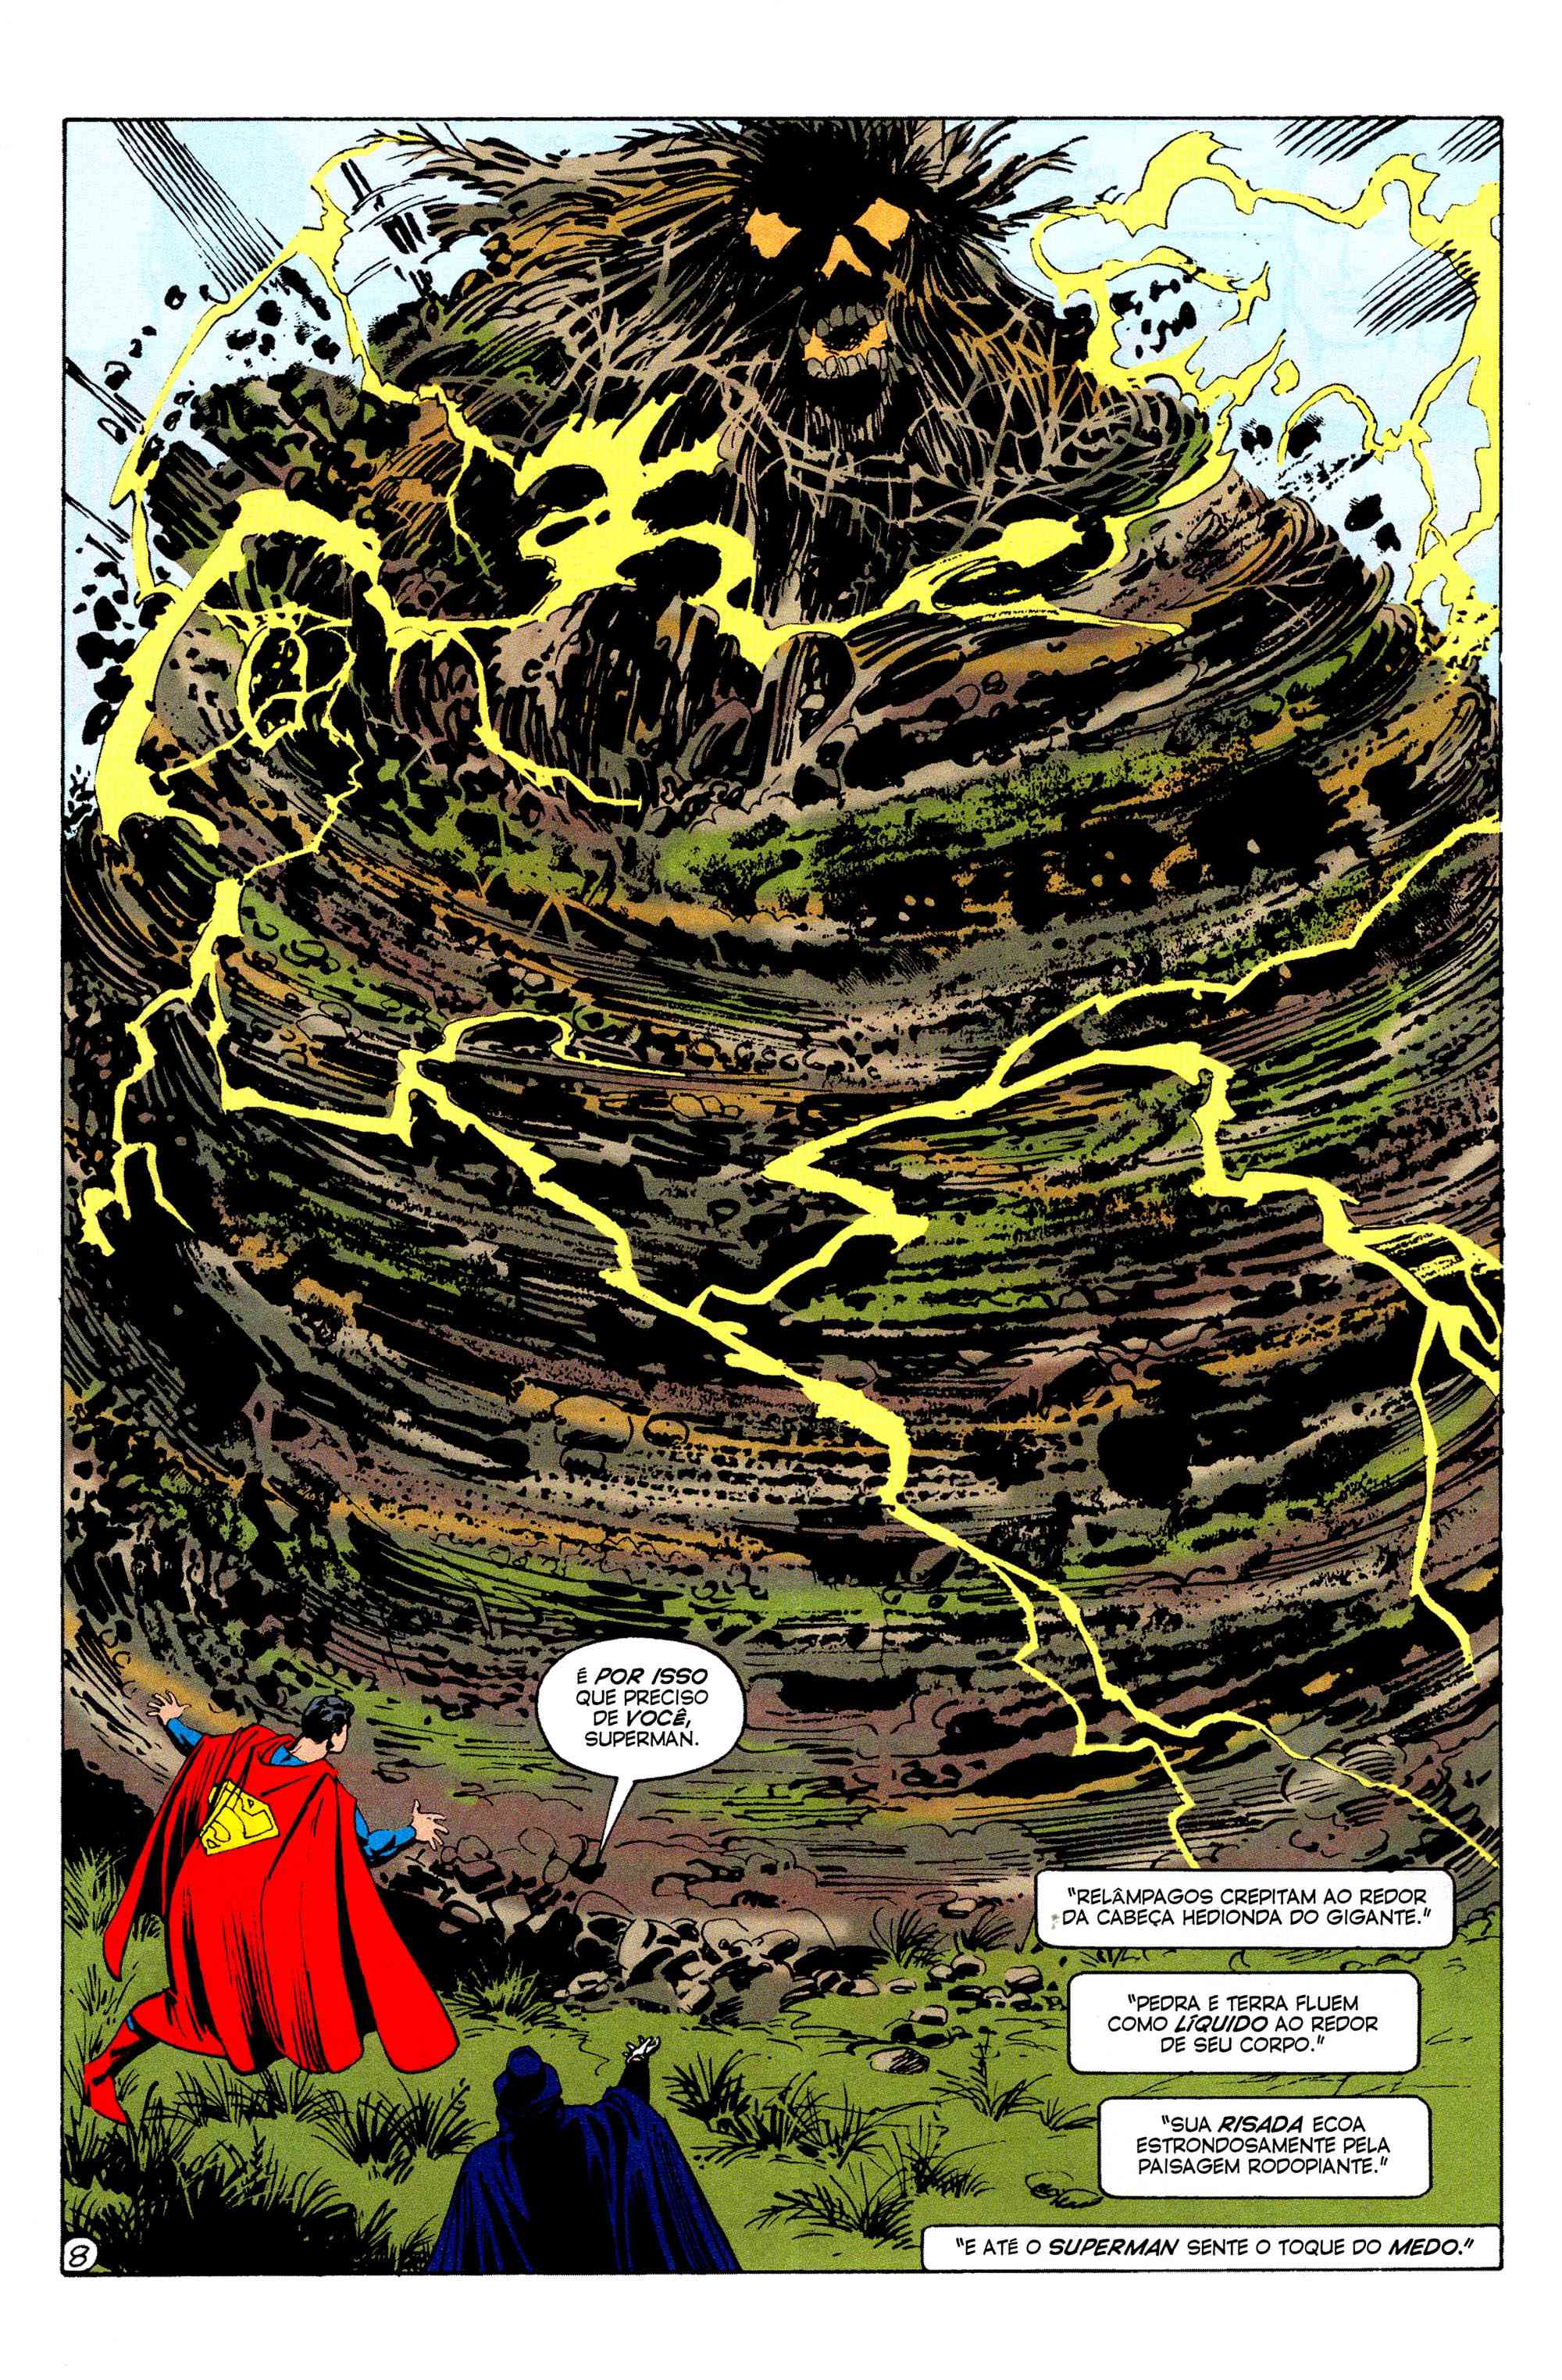 É POR ISSO
QUE PRECISO
DE VOCÊ,
SUPERMAN.
"RELÂMPAGOS CREPITAM AO REDOR
DA CABEÇA HEDIONDA DO GIGANTE."
"PEDRA E TERRA FLUEM
COMO LÍQUIDO AO REDOR
DE SEU CORPO."
"SUA RISADA ECOA
ESTRONDOSAMENTE PELA
PAISAGEM RODOPIANTE."
"E ATÉ O SUPERMAN SENTE O TOQUE DO MEDO."
8